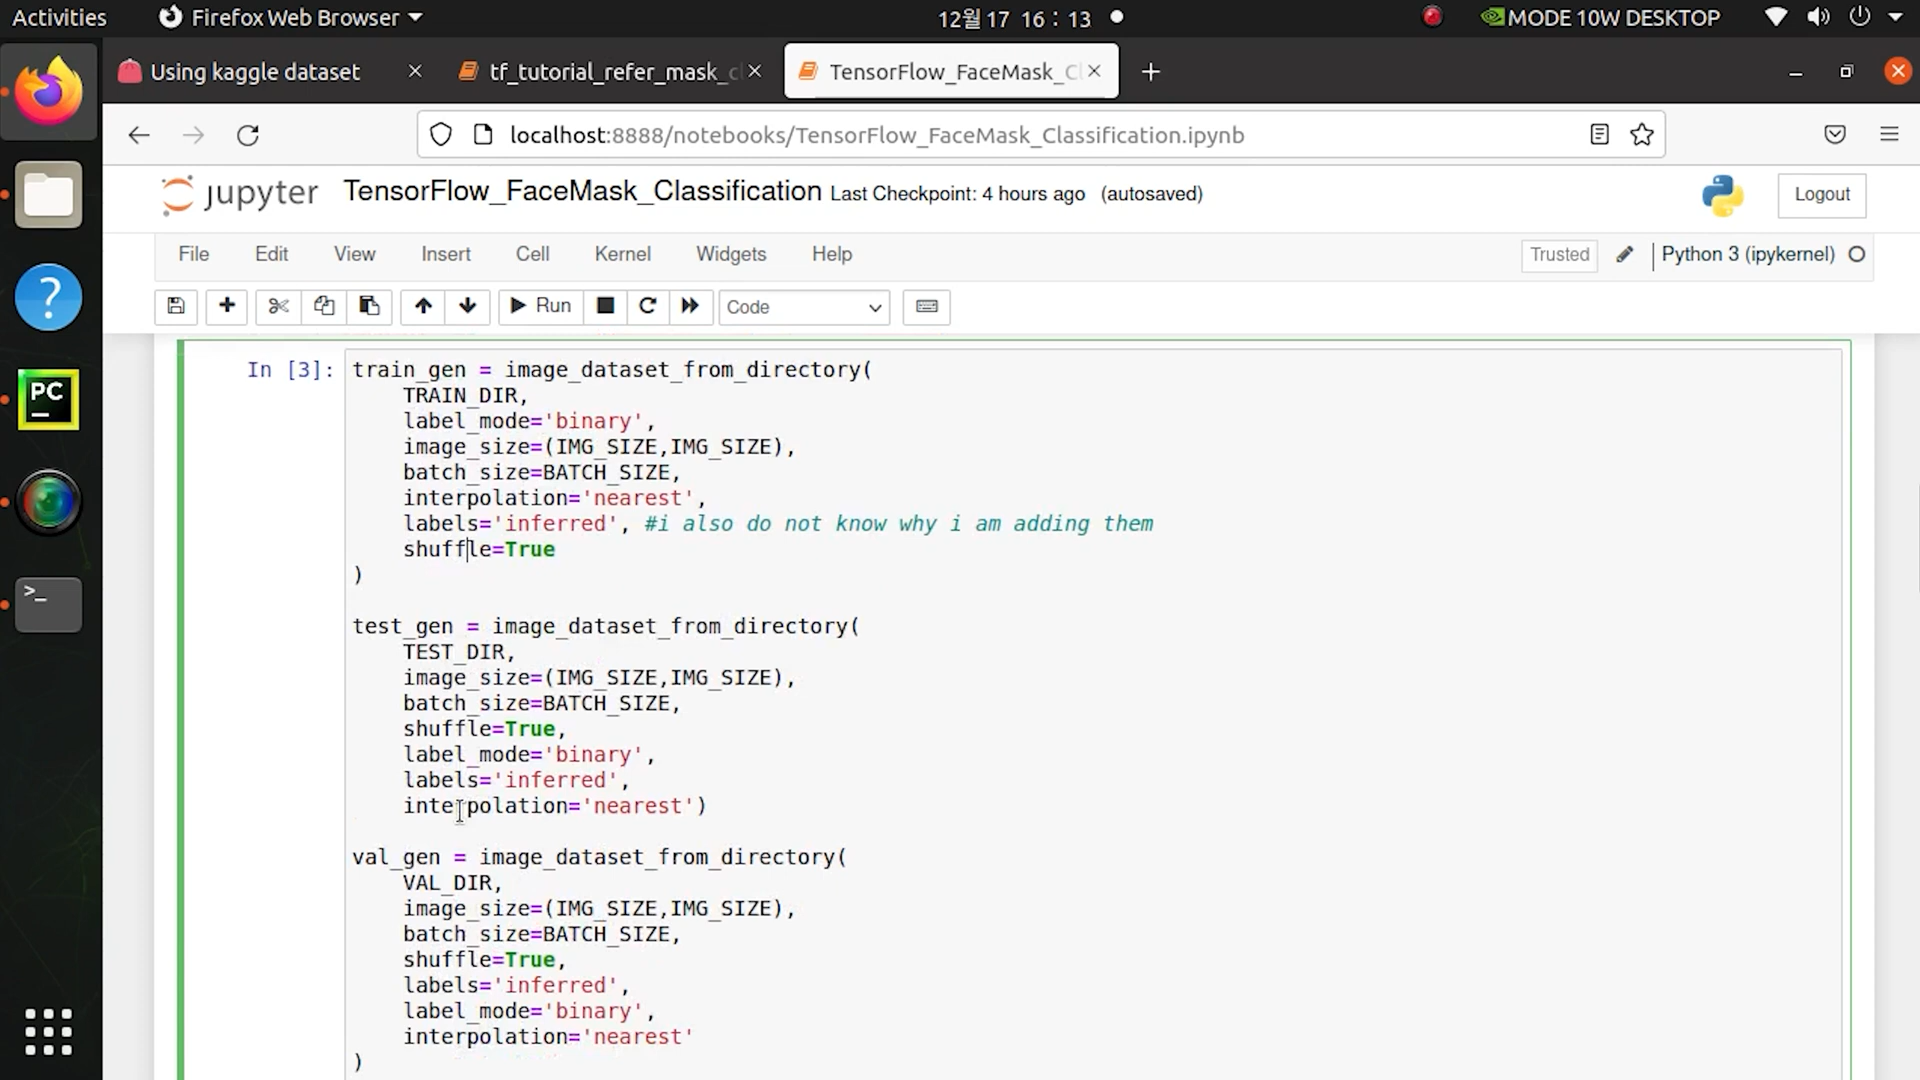 Activities
Firefox Web Browser
12월 17 16 : 13
MODE 10W DESKTOP
Using kaggle dataset
tf_tutorial_refer_mask_cl
TensorFlow_FaceMask_Cl
localhost:8888/notebooks/TensorFlow_FaceMask_Classification.ipynb
jupyter
TensorFlow_FaceMask_Classification Last Checkpoint: 4 hours ago (autosaved)
Logout
File Edit View Insert Cell Kernel Widgets Help
Trusted
Python 3 (ipykernel)
Run
Code
PC
>_
In [3]:
train_gen = image_dataset_from_directory(
    TRAIN_DIR,
    label_mode='binary',
    image_size=(IMG_SIZE,IMG_SIZE),
    batch_size=BATCH_SIZE,
    interpolation='nearest',
    labels='inferred', #i also do not know why i am adding them
    shuffle=True
)
test_gen = image_dataset_from_directory(
    TEST_DIR,
    image_size=(IMG_SIZE,IMG_SIZE),
    batch_size=BATCH_SIZE,
    shuffle=True,
    label_mode='binary',
    labels='inferred',
    interpolation='nearest')
val_gen = image_dataset_from_directory(
    VAL_DIR,
    image_size=(IMG_SIZE,IMG_SIZE),
    batch_size=BATCH_SIZE,
    shuffle=True,
    labels='inferred',
    label_mode='binary',
    interpolation='nearest'
)